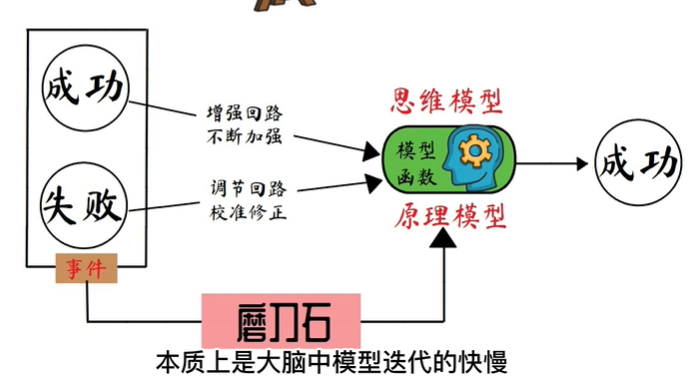 成功
增强回路
不断加强
思维模型
模型
函数
成功
失败
调节回路
校准修正
原理模型
事件
磨刀石
本质上是大脑中模型迭代的快慢